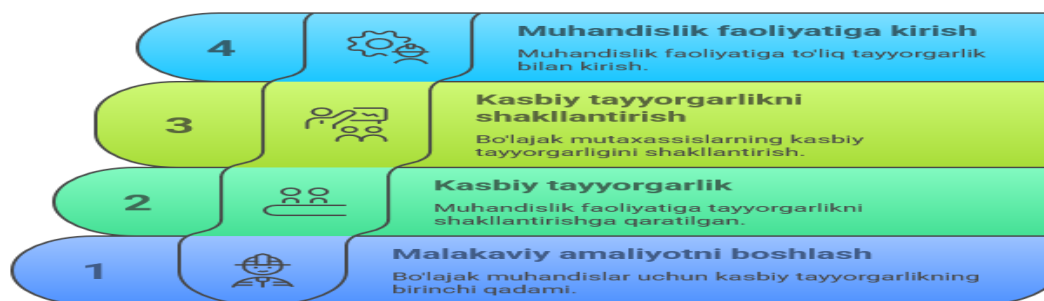 4
Muhandislik faoliyatiga kirish
Muhandislik faoliyatiga to'liq tayyorgarlik
bilan kirish.
3
Kasbiy tayyorgarlikni
shakllantirish
Bo'lajak mutaxassislarning kasbiy
tayyorgarligini shakllantirish.
2
Kasbiy tayyorgarlik
Muhandislik faoliyatiga tayyorgarlikni
shakllantirishga qaratilgan.
1
Malakaviy amaliyotni boshlash
Bo'lajak muhandislar uchun kasbiy tayyorgarlikning
birinchi qadami.